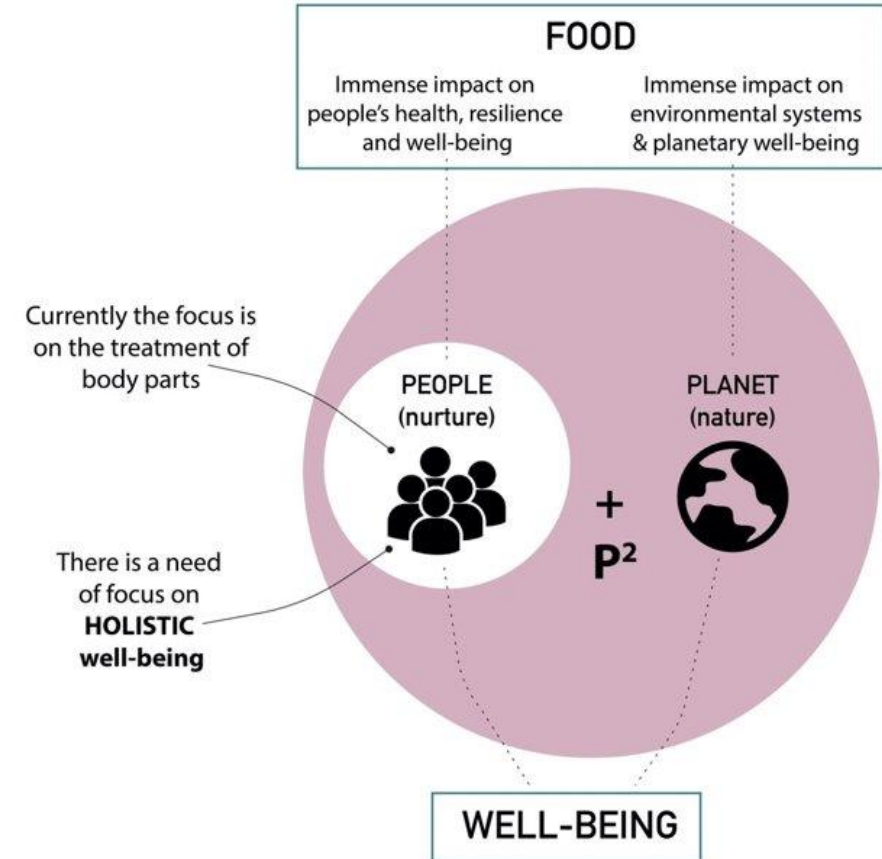 FOOD
Immense impact on
people's health, resilience
and well-being
Immense impact on
environmental systems
& planetary well-being
Currently the focus is
on the treatment of
body parts
PEOPLE
(nurture)
PLANET
(nature)
+
P²
There is a need
of focus on
HOLISTIC
well-being
WELL-BEING